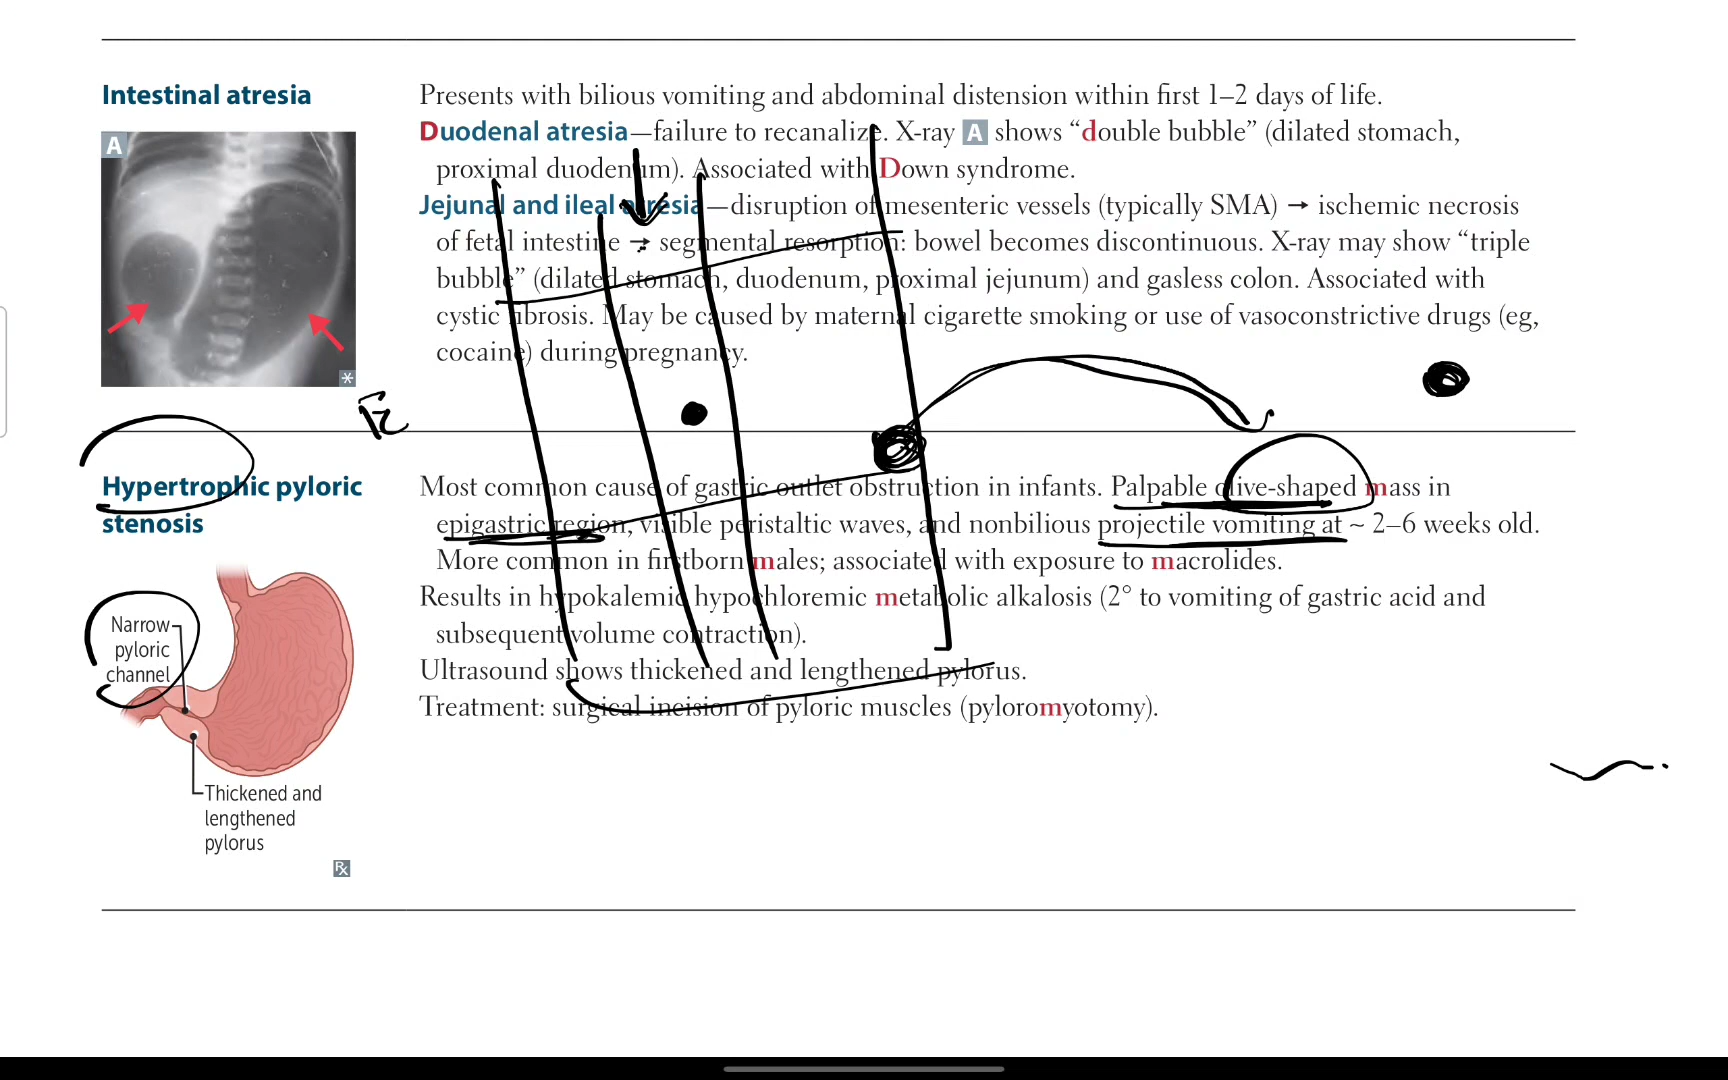 Intestinal atresia
A
*
Presents with bilious vomiting and abdominal distension within first 1–2 days of life.
Duodenal atresia—failure to recanalize. X-ray A shows “double bubble” (dilated stomach,
proximal duodenum). Associated with Down syndrome.
Jejunal and ileal atresia—disruption of mesenteric vessels (typically SMA) → ischemic necrosis
of fetal intestine → segmental resorption: bowel becomes discontinuous. X-ray may show “triple
bubble” (dilated stomach, duodenum, proximal jejunum) and gasless colon. Associated with
cystic fibrosis. May be caused by maternal cigarette smoking or use of vasoconstrictive drugs (eg,
cocaine) during pregnancy.
Hypertrophic pyloric
stenosis
Narrow
pyloric
channel
Thickened and
lengthened
pylorus
Rx
Most common cause of gastric outlet obstruction in infants. Palpable olive-shaped mass in
epigastric region, visible peristaltic waves, and nonbilious projectile vomiting at ~ 2–6 weeks old.
More common in firstborn males; associated with exposure to macrolides.
Results in hypokalemic hypochloremic metabolic alkalosis (2° to vomiting of gastric acid and
subsequent volume contraction).
Ultrasound shows thickened and lengthened pylorus.
Treatment: surgical incision of pyloric muscles (pyloromyotomy).